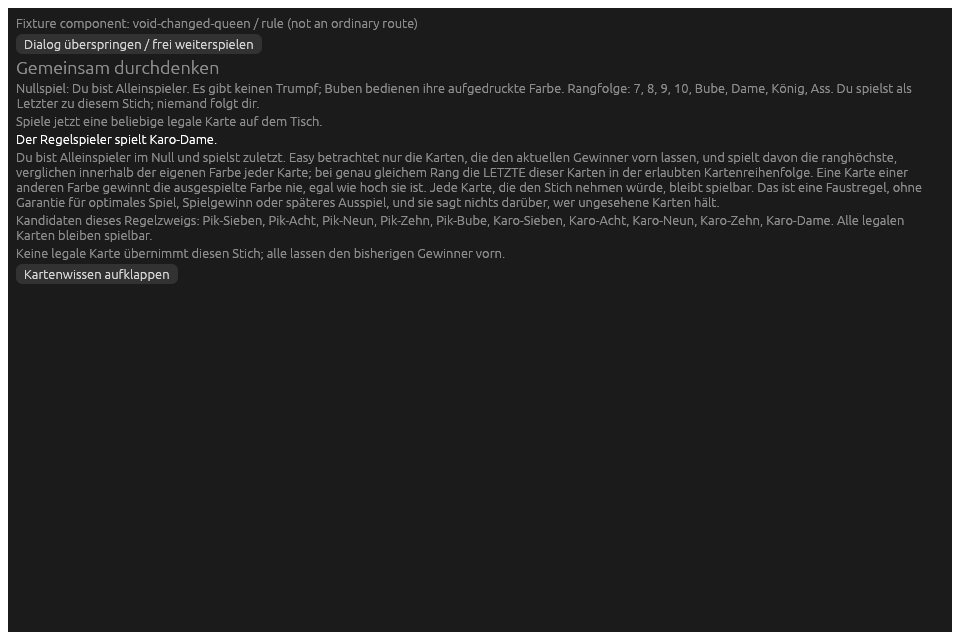 Fixture component: void-changed-queen / rule (not an ordinary route)
Dialog überspringen / frei weiterspielen
Gemeinsam durchdenken
Nullspiel: Du bist Alleinspieler. Es gibt keinen Trumpf; Buben bedienen ihre aufgedruckte Farbe. Rangfolge: 7, 8, 9, 10, Bube, Dame, König, Ass. Du spielst als
Letzter zu diesem Stich; niemand folgt dir.
Spiele jetzt eine beliebige legale Karte auf dem Tisch.
Der Regelspieler spielt Karo-Dame.
Du bist Alleinspieler im Null und spielst zuletzt. Easy betrachtet nur die Karten, die den aktuellen Gewinner vorn lassen, und spielt davon die ranghöchste,
verglichen innerhalb der eigenen Farbe jeder Karte; bei genau gleichem Rang die LETZTE dieser Karten in der erlaubten Kartenreihenfolge. Eine Karte einer
anderen Farbe gewinnt die ausgespielte Farbe nie, egal wie hoch sie ist. Jede Karte, die den Stich nehmen würde, bleibt spielbar. Das ist eine Faustregel, ohne
Garantie für optimales Spiel, Spielgewinn oder späteres Ausspiel, und sie sagt nichts darüber, wer ungesehene Karten hält.
Kandidaten dieses Regelzweigs: Pik-Sieben, Pik-Acht, Pik-Neun, Pik-Zehn, Pik-Bube, Karo-Sieben, Karo-Acht, Karo-Neun, Karo-Zehn, Karo-Dame. Alle legalen
Karten bleiben spielbar.
Keine legale Karte übernimmt diesen Stich; alle lassen den bisherigen Gewinner vorn.
Kartenwissen aufklappen